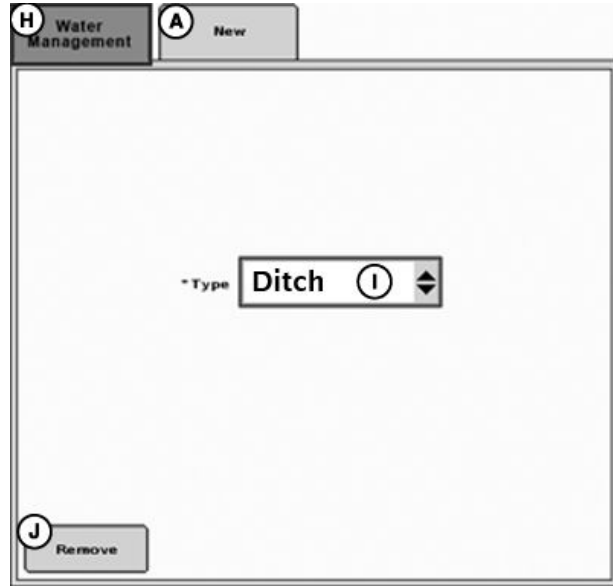 H
Water
Management
A
New
*Type
Ditch
I
J
Remove